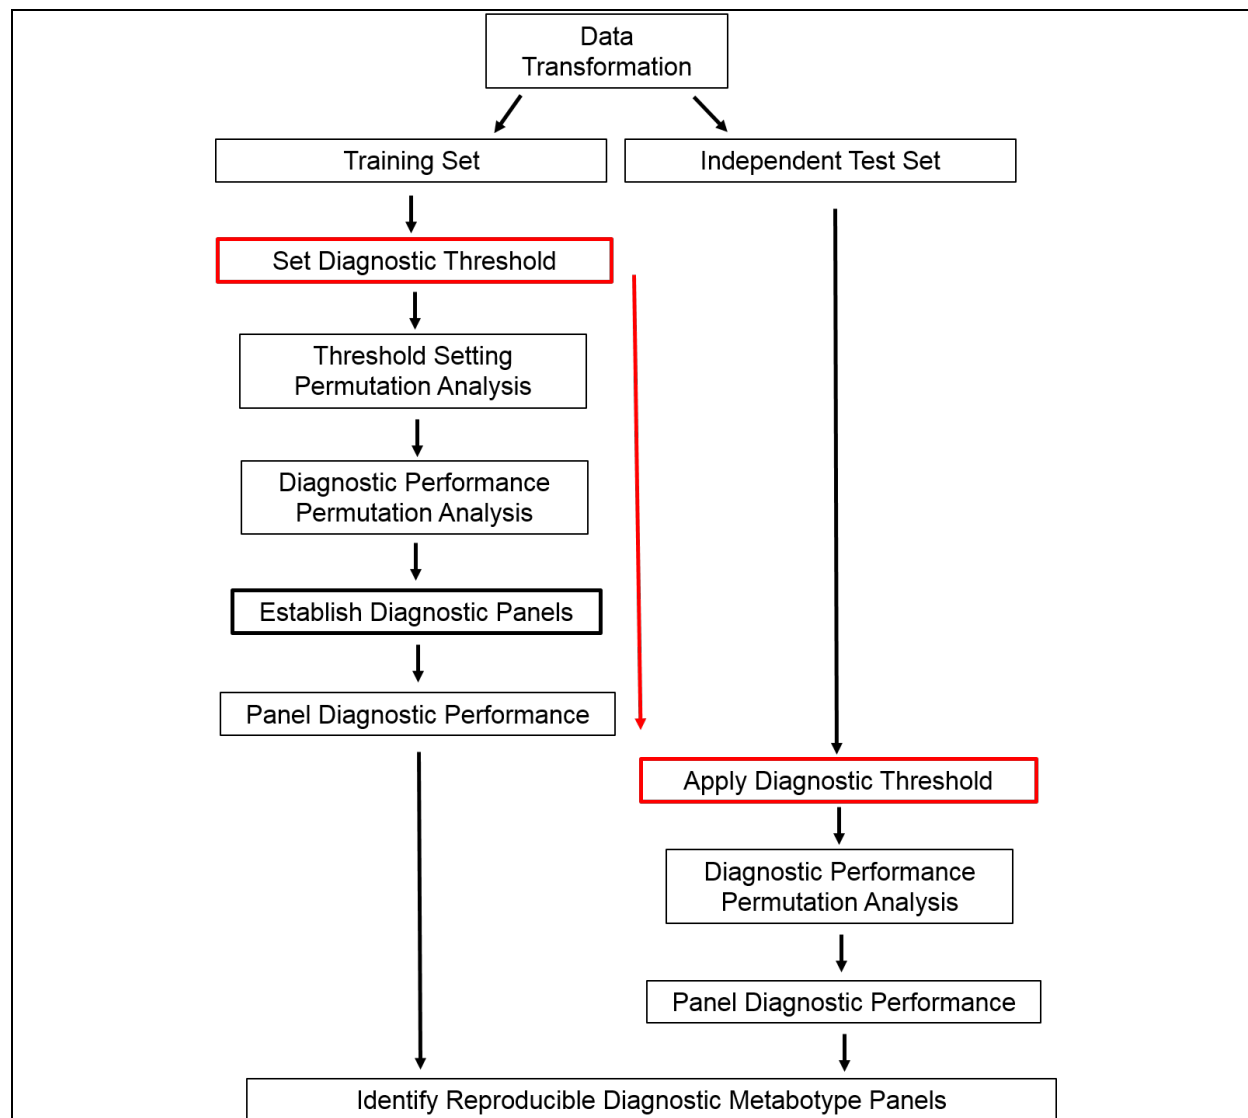 Data
Transformation
Training Set
Independent Test Set
Set Diagnostic Threshold
Threshold Setting
Permutation Analysis
Diagnostic Performance
Permutation Analysis
Establish Diagnostic Panels
Panel Diagnostic Performance
Apply Diagnostic Threshold
Diagnostic Performance
Permutation Analysis
Panel Diagnostic Performance
Identify Reproducible Diagnostic Metabotype Panels